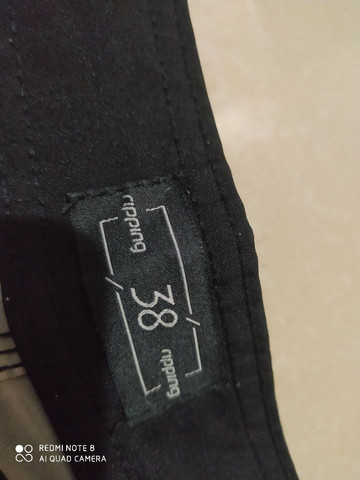 ripping
38
ripping
REDMI NOTE 8
AI QUAD CAMERA